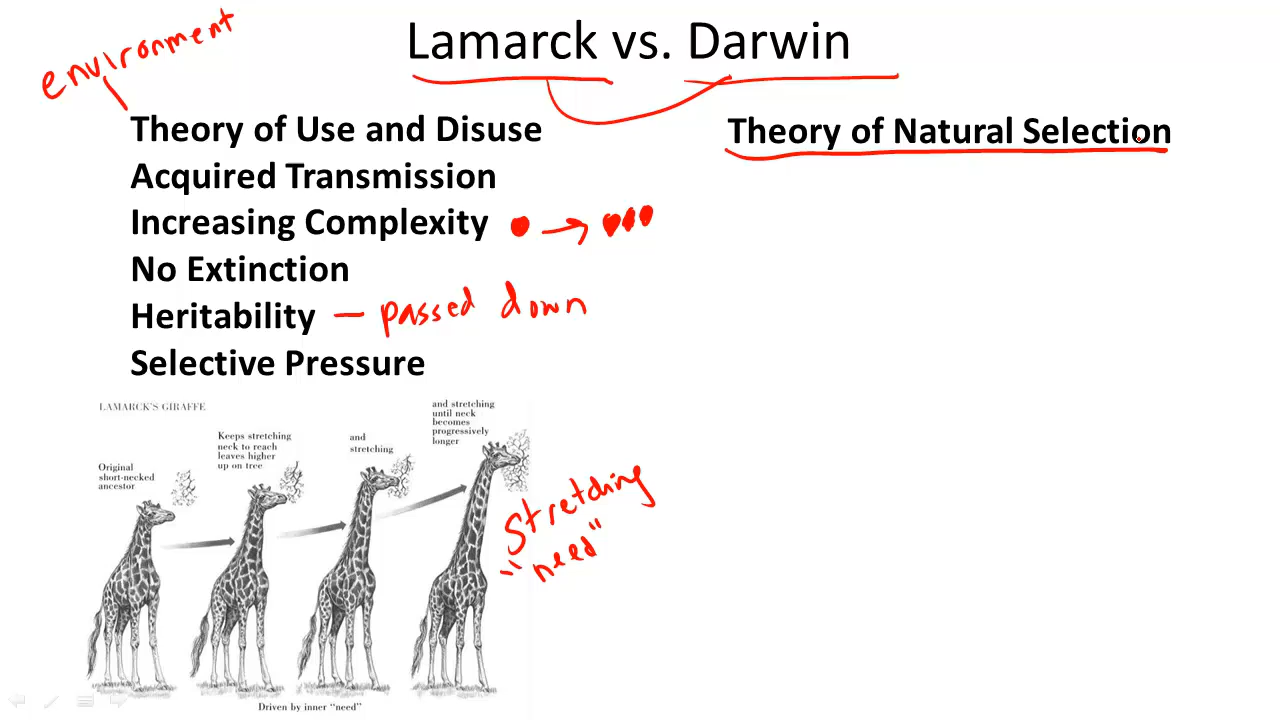 Lamarck vs. Darwin
environment
Theory of Use and Disuse
Acquired Transmission
Increasing Complexity
No Extinction
Heritability – passed down
Selective Pressure
Theory of Natural Selection
LAMARCK'S GIRAFFE
Original
short-necked
ancestor
Keeps stretching
neck to reach
leaves higher
up on tree
and
stretching
and stretching
until neck
becomes
progressively
longer
Stretching
"need"
Driven by inner "need"